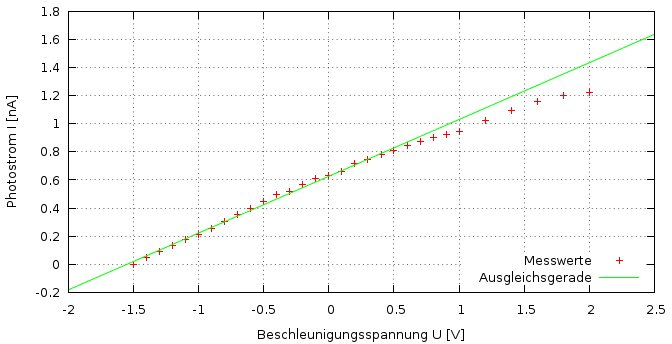 1.8
1.6
1.4
1.2
1
0.8
0.6
0.4
0.2
0
-0.2
Photostrom I [nA]
Messwerte
Ausgleichsgerade
-2 -1.5 -1 -0.5 0 0.5 1 1.5 2 2.5
Beschleunigungsspannung U [V]